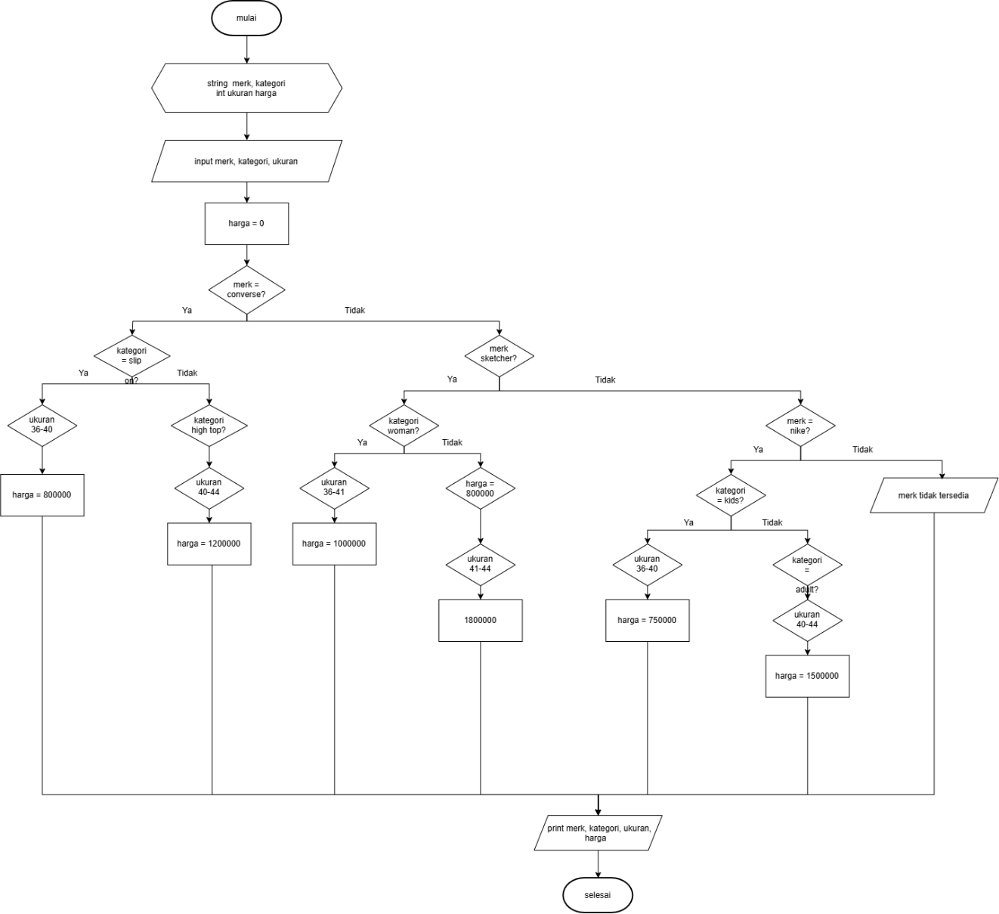 mulai
string  merk, kategori
int ukuran harga
input merk, kategori, ukuran
harga = 0
merk =
converse?
Ya
Tidak
kategori
= slip
on?
merk
sketcher?
Ya
Tidak
Ya
Tidak
ukuran
36-40
kategori
high top?
kategori
woman?
merk =
nike?
Ya
Tidak
Ya
Tidak
harga = 800000
ukuran
40-44
ukuran
36-41
harga =
800000
kategori
= kids?
merk tidak tersedia
Ya
Tidak
harga = 1200000
harga = 1000000
ukuran
41-44
ukuran
36-40
kategori
=
adult?
1800000
harga = 750000
ukuran
40-44
harga = 1500000
print merk, kategori, ukuran,
harga
selesai